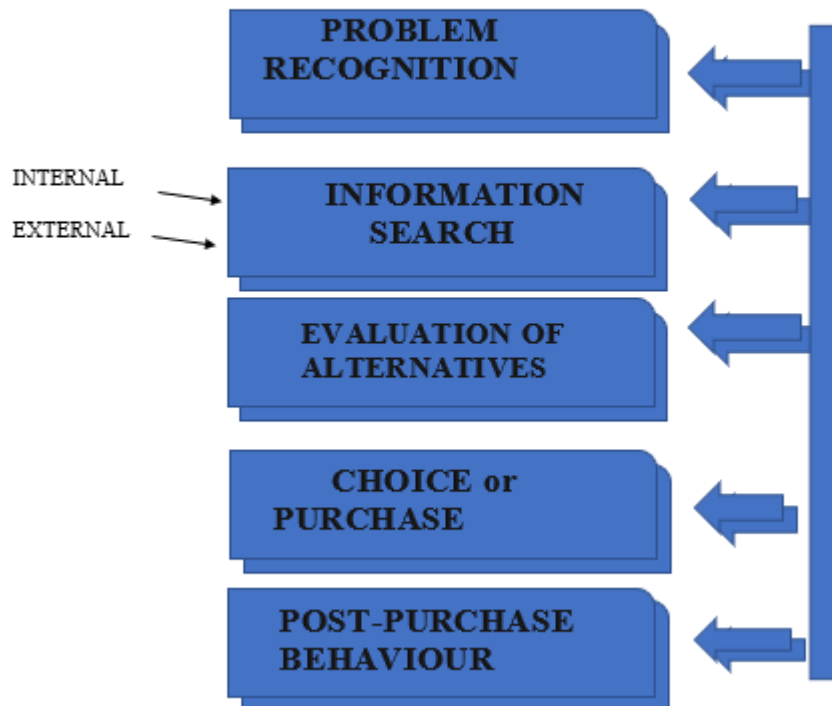 PROBLEM
RECOGNITION
INTERNAL
EXTERNAL
INFORMATION
SEARCH
EVALUATION OF
ALTERNATIVES
CHOICE or
PURCHASE
POST-PURCHASE
BEHAVIOUR